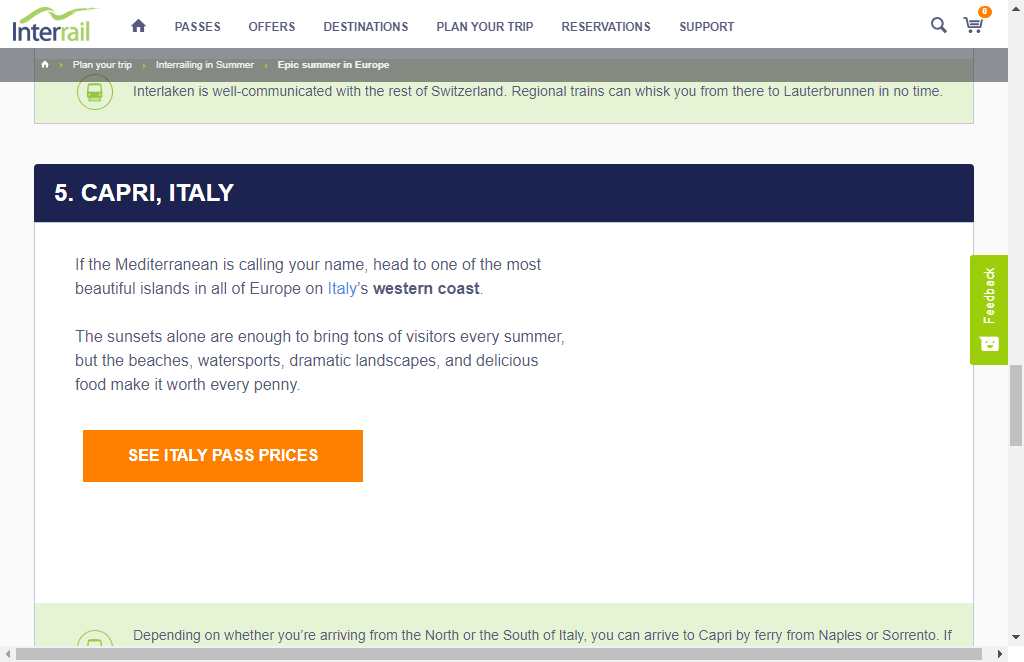 Interrail
PASSES OFFERS DESTINATIONS PLAN YOUR TRIP RESERVATIONS SUPPORT
0
Plan your trip Interrailing in Summer Epic summer in Europe
Interlaken is well-communicated with the rest of Switzerland. Regional trains can whisk you from there to Lauterbrunnen in no time.
5. CAPRI, ITALY
If the Mediterranean is calling your name, head to one of the most
beautiful islands in all of Europe on Italy’s western coast.
The sunsets alone are enough to bring tons of visitors every summer,
but the beaches, watersports, dramatic landscapes, and delicious
food make it worth every penny.
SEE ITALY PASS PRICES
Feedback
Depending on whether you’re arriving from the North or the South of Italy, you can arrive to Capri by ferry from Naples or Sorrento. If